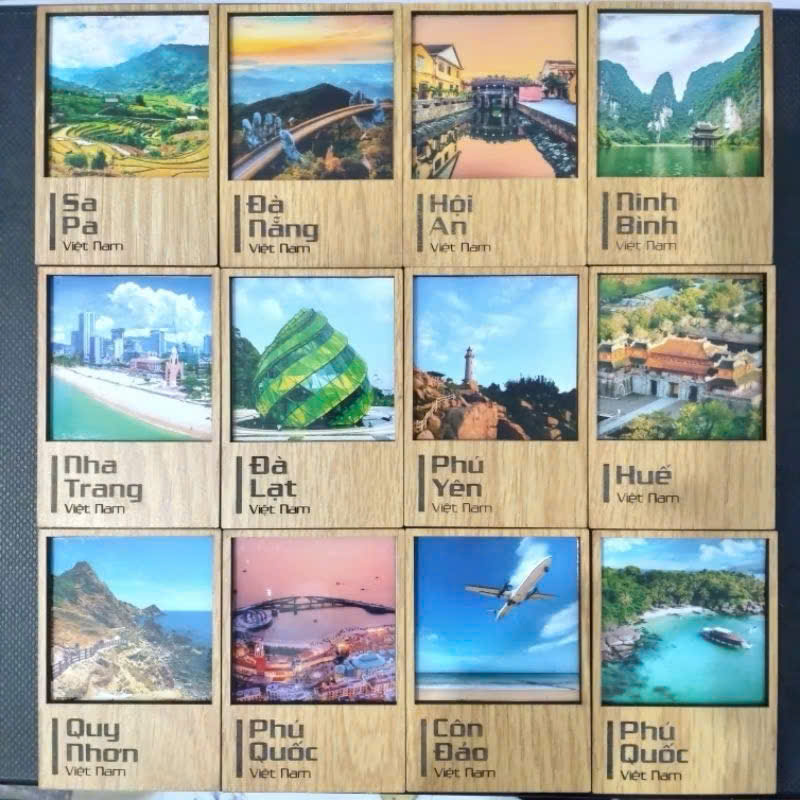 Sa
Pa
Việt Nam
Đà
Nẵng
Việt Nam
Hội
An
Việt Nam
Ninh
Bình
Việt Nam
Nha
Trang
Việt Nam
Đà
Lạt
Việt Nam
Phú
Yên
Việt Nam
Huế
Việt Nam
Quy
Nhơn
Việt Nam
Phú
Quốc
Việt Nam
Côn
Đảo
Việt Nam
Phú
Quốc
Việt Nam